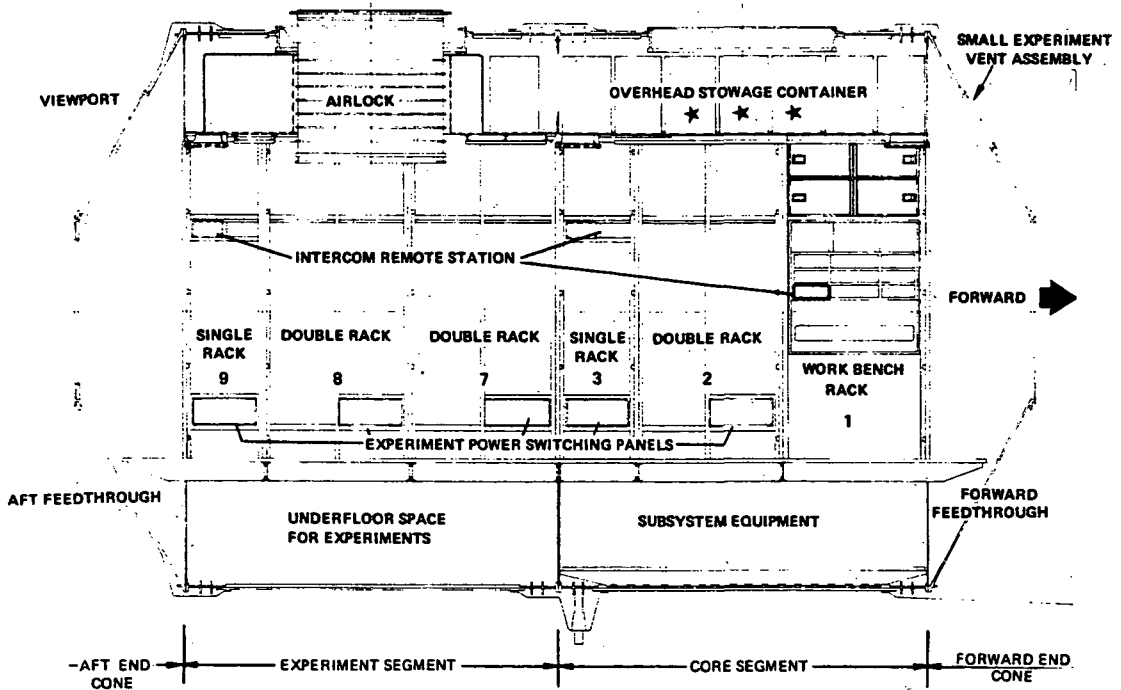 SMALL EXPERIMENT
VENT ASSEMBLY
VIEWPORT
AIRLOCK
OVERHEAD STOWAGE CONTAINER
INTERCOM REMOTE STATION
FORWARD
SINGLE
RACK
9
DOUBLE RACK
8
DOUBLE RACK
7
SINGLE
RACK
3
DOUBLE RACK
2
WORK BENCH
RACK
1
EXPERIMENT POWER SWITCHING PANELS
AFT FEEDTHROUGH
UNDERFLOOR SPACE
FOR EXPERIMENTS
SUBSYSTEM EQUIPMENT
FORWARD
FEEDTHROUGH
AFT END
CONE
EXPERIMENT SEGMENT
CORE SEGMENT
FORWARD END
CONE